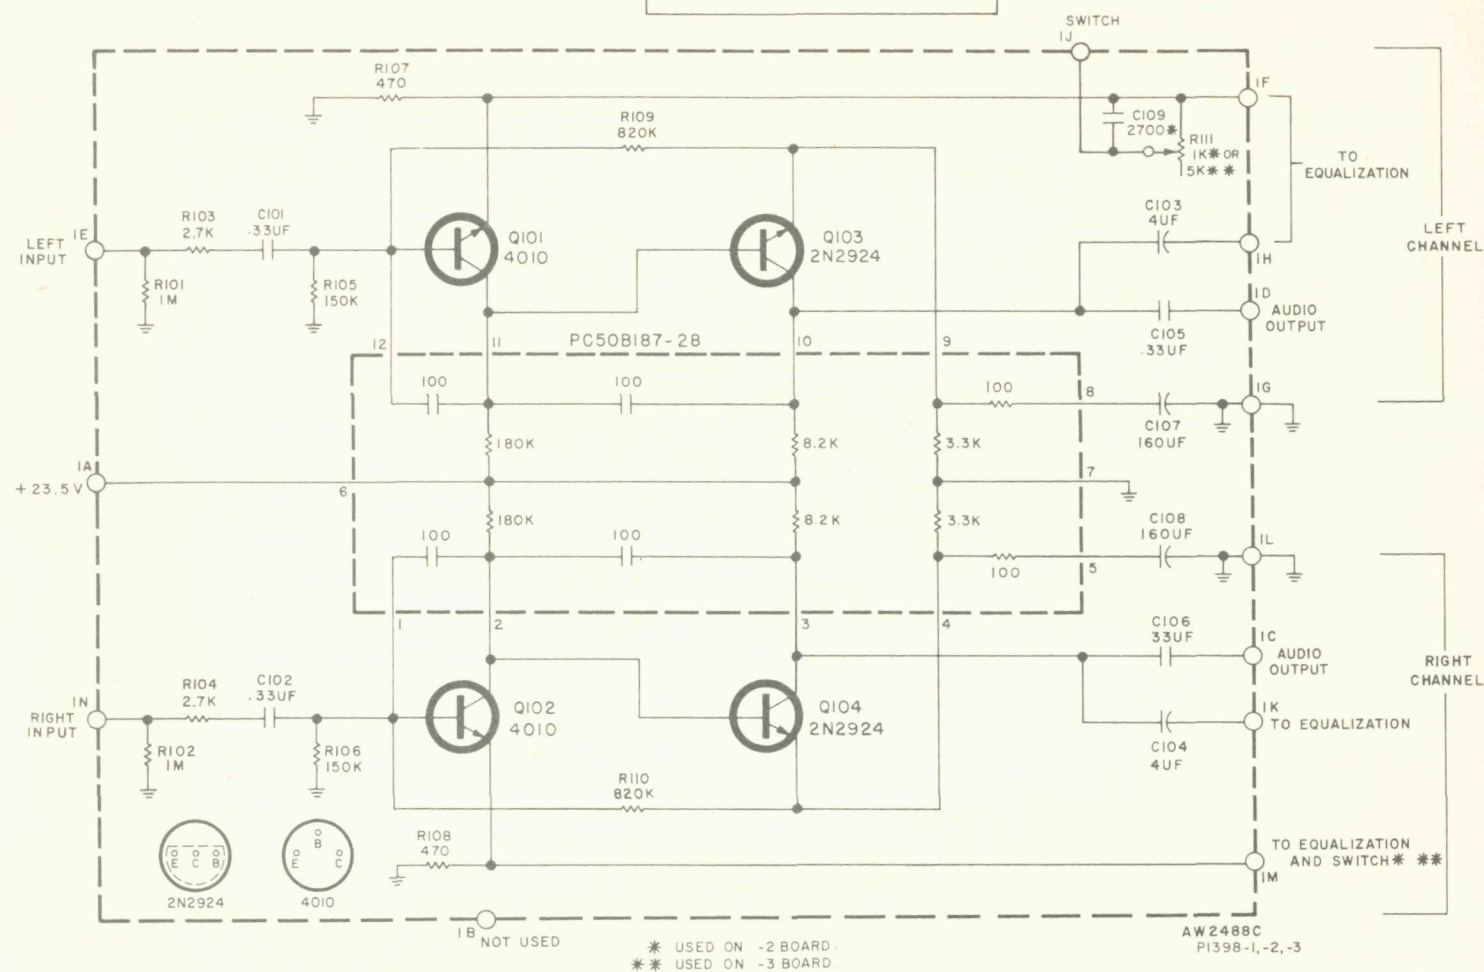 SWITCH
1J
R107
470
1F
R109
820K
C109
2700*
R111
1K* OR
5K**
TO
EQUALIZATION
C103
4UF
1E
R103
2.7K
C101
.33UF
LEFT
INPUT
Q101
4010
Q103
2N2924
LEFT
CHANNEL
1H
R101
1M
R105
150K
1D
AUDIO
OUTPUT
12
11
PC50B187-28
10
9
C105
.33UF
100
100
100
8
1G
C107
160UF
180K
8.2K
3.3K
1A
+23.5V
6
7
180K
8.2K
3.3K
C108
160UF
100
100
1L
100
5
1
2
3
4
C106
33UF
1C
AUDIO
OUTPUT
RIGHT
CHANNEL
1N
R104
2.7K
C102
.33UF
RIGHT
INPUT
Q102
4010
Q104
2N2924
1K
TO EQUALIZATION
R102
1M
R106
150K
C104
4UF
R110
820K
R108
470
B
E C B
E C
TO EQUALIZATION
AND SWITCH* **
1M
2N2924
4010
1B
NOT USED
AW2488C
P1398-1,-2,-3
* USED ON -2 BOARD.
** USED ON -3 BOARD.